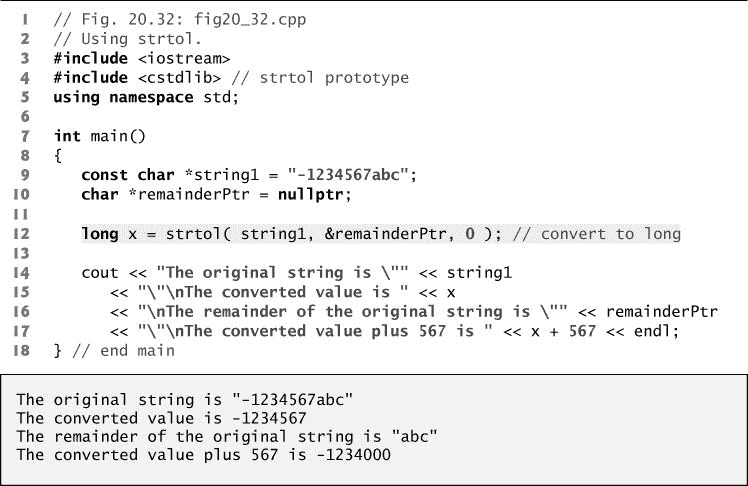 1 // Fig. 20.32: fig20_32.cpp
2 // Using strtol.
3 #include <iostream>
4 #include <cstdlib> // strtol prototype
5 using namespace std;
6
7 int main()
8 {
9    const char *string1 = "-1234567abc";
10    char *remainderPtr = nullptr;
11
12    long x = strtol( string1, &remainderPtr, 0 ); // convert to long
13
14    cout << "The original string is \"" << string1
15       << "\"\nThe converted value is " << x
16       << "\"\nThe remainder of the original string is \"" << remainderPtr
17       << "\"\nThe converted value plus 567 is " << x + 567 << endl;
18 } // end main
The original string is "-1234567abc"
The converted value is -1234567
The remainder of the original string is "abc"
The converted value plus 567 is -1234000